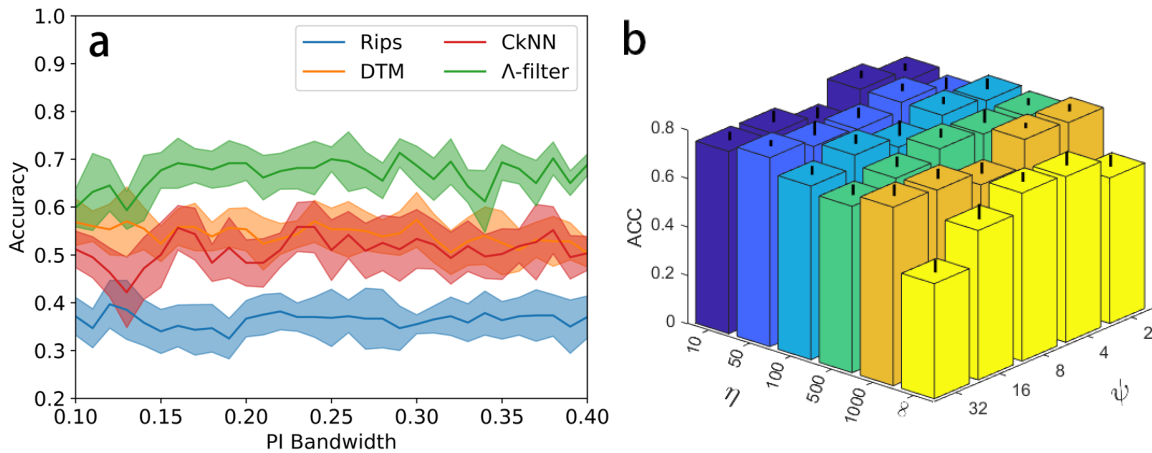 a
1.0
0.9
0.8
0.7
0.6
0.5
0.4
0.3
0.2
Accuracy
Rips
DTM
CkNN
Λ-filter
0.10
0.15
0.20
0.25
0.30
0.35
0.40
PI Bandwidth
b
0.8
0.6
0.4
0.2
0
ACC
10
50
100
500
1000
∞
η
32
16
8
4
2
ψ